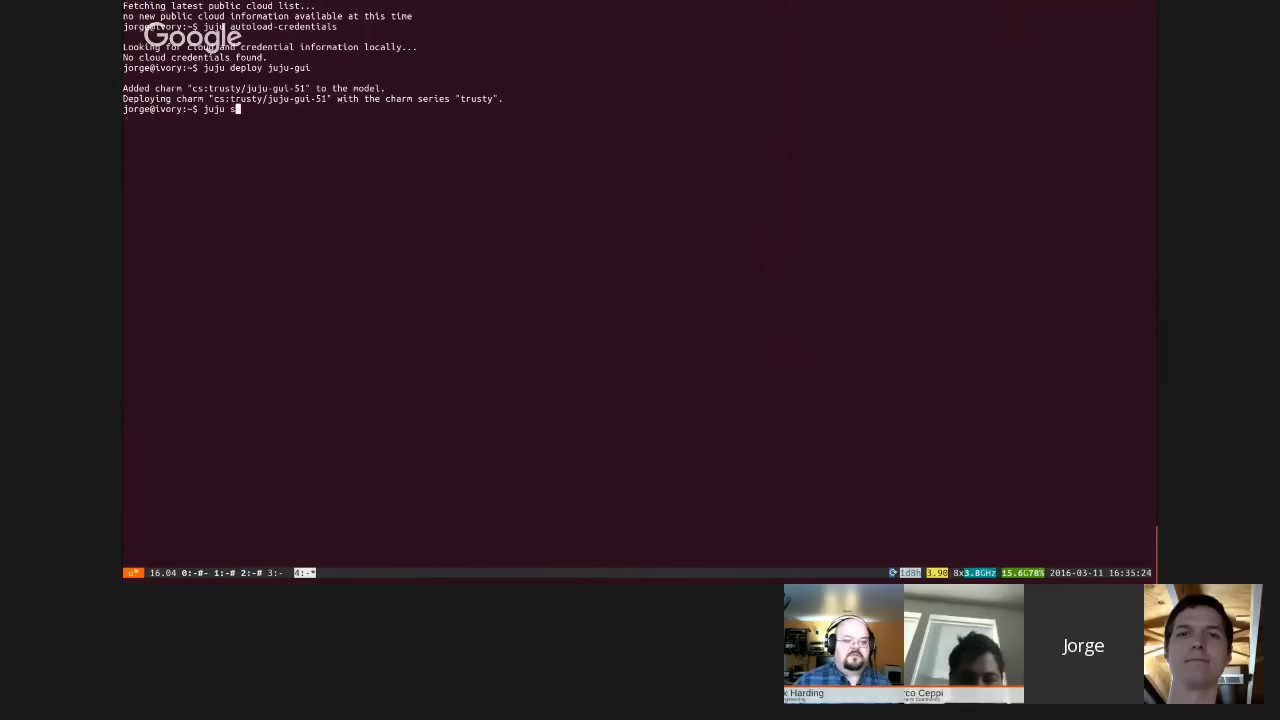 Fetching latest public cloud list...
no new public cloud information available at this time
jorge@ivory:~$ juju autoload-credentials
Google
Looking for cloud and credential information locally...
No cloud credentials found.
jorge@ivory:~$ juju deploy juju-gui
Added charm "cs:trusty/juju-gui-51" to the model.
Deploying charm "cs:trusty/juju-gui-51" with the charm series "trusty".
jorge@ivory:~$ juju s
u* 16.04 0:-#- 1:-# 2:-# 3:- 4:-* 1d8h 3.90 8x3.8GHz 15.6G78% 2016-03-11 16:35:24
Jorge
k Harding
rco Ceppi